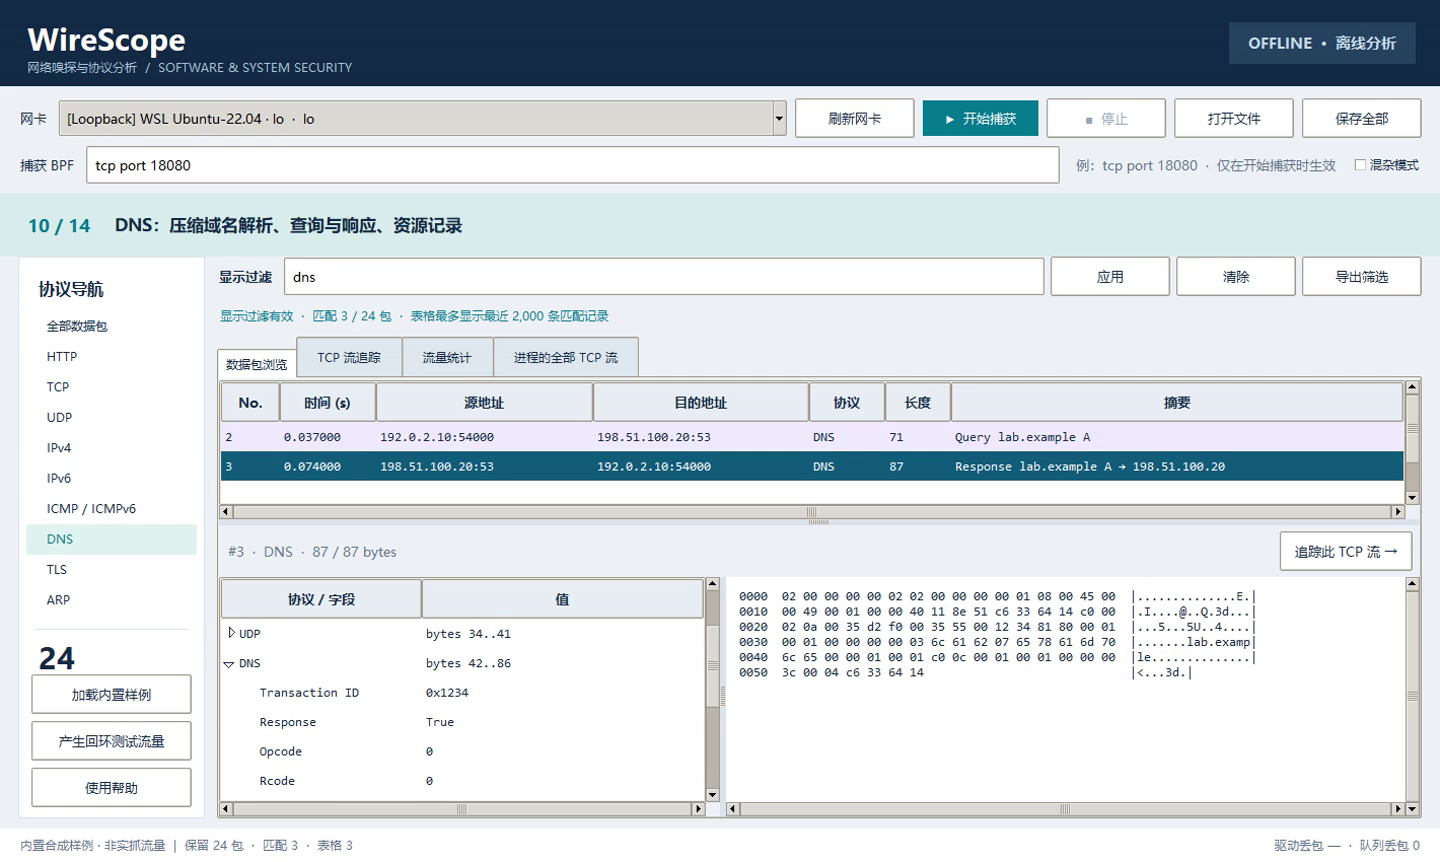 WireScope
网络嗅探与协议分析 / SOFTWARE & SYSTEM SECURITY
OFFLINE • 离线分析
网卡 [Loopback] WSL Ubuntu-22.04 · lo · lo 刷新网卡 ▶ 开始捕获 ■ 停止 打开文件 保存全部
捕获 BPF tcp port 18080 例: tcp port 18080 · 仅在开始捕获时生效 混杂模式
10 / 14 DNS：压缩域名解析、查询与响应、资源记录
协议导航
全部数据包
HTTP
TCP
UDP
IPv4
IPv6
ICMP / ICMPv6
DNS
TLS
ARP
24
加载内置样例
产生回环测试流量
使用帮助
显示过滤 dns 应用 清除 导出筛选
显示过滤有效 · 匹配 3 / 24 包 · 表格最多显示最近 2,000 条匹配记录
数据包浏览 TCP 流追踪 流量统计 进程的全部 TCP 流
No. 时间 (s) 源地址 目的地址 协议 长度 摘要
2 0.037000 192.0.2.10:54000 198.51.100.20:53 DNS 71 Query lab.example A
3 0.074000 198.51.100.20:53 192.0.2.10:54000 DNS 87 Response lab.example A → 198.51.100.20
#3 · DNS · 87 / 87 bytes 追踪此 TCP 流 →
协议 / 字段 值
UDP bytes 34..41
DNS bytes 42..86
Transaction ID 0x1234
Response True
Opcode 0
Rcode 0
0000 02 00 00 00 00 02 02 00 00 00 00 01 08 00 45 00 |..............E.|
0010 00 49 00 01 00 00 40 11 8e 51 c6 33 64 14 c0 00 |.I....@..Q.3d...|
0020 02 0a 00 35 d2 f0 00 35 55 00 12 34 81 80 00 01 |...5...5U..4....|
0030 00 01 00 00 00 00 03 6c 61 62 07 65 78 61 6d 70 |.......lab.examp|
0040 6c 65 00 00 01 00 01 c0 0c 00 01 00 01 00 00 00 |le..............|
0050 3c 00 04 c6 33 64 14 |<...3d.|
内置合成样例 · 非实抓流量 | 保留 24 包 · 匹配 3 · 表格 3
驱动丢包 — · 队列丢包 0